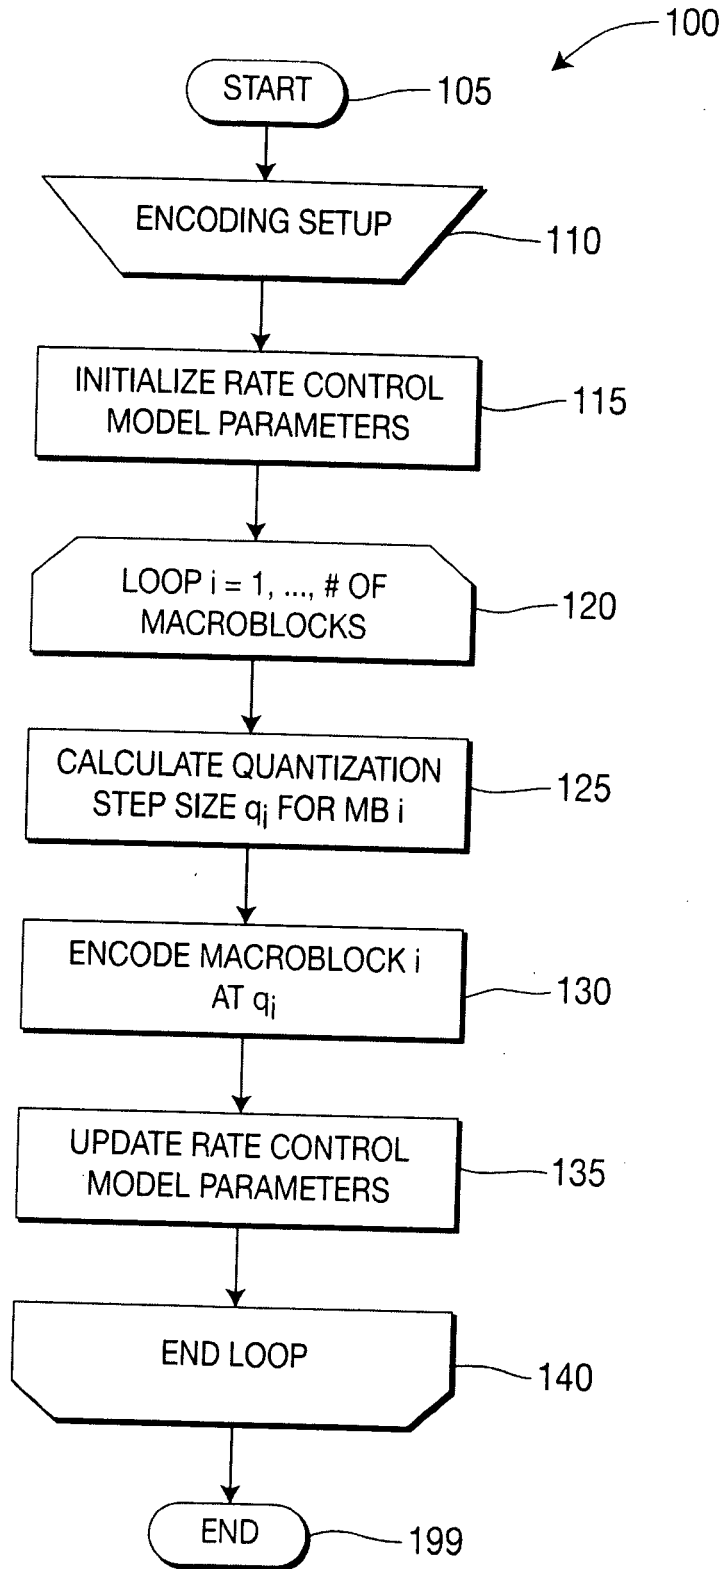 100
START
105
ENCODING SETUP
110
INITIALIZE RATE CONTROL
MODEL PARAMETERS
115
LOOP i = 1, ..., # OF
MACROBLOCKS
120
CALCULATE QUANTIZATION
STEP SIZE qi FOR MB i
125
ENCODE MACROBLOCK i
AT qi
130
UPDATE RATE CONTROL
MODEL PARAMETERS
135
END LOOP
140
END
199